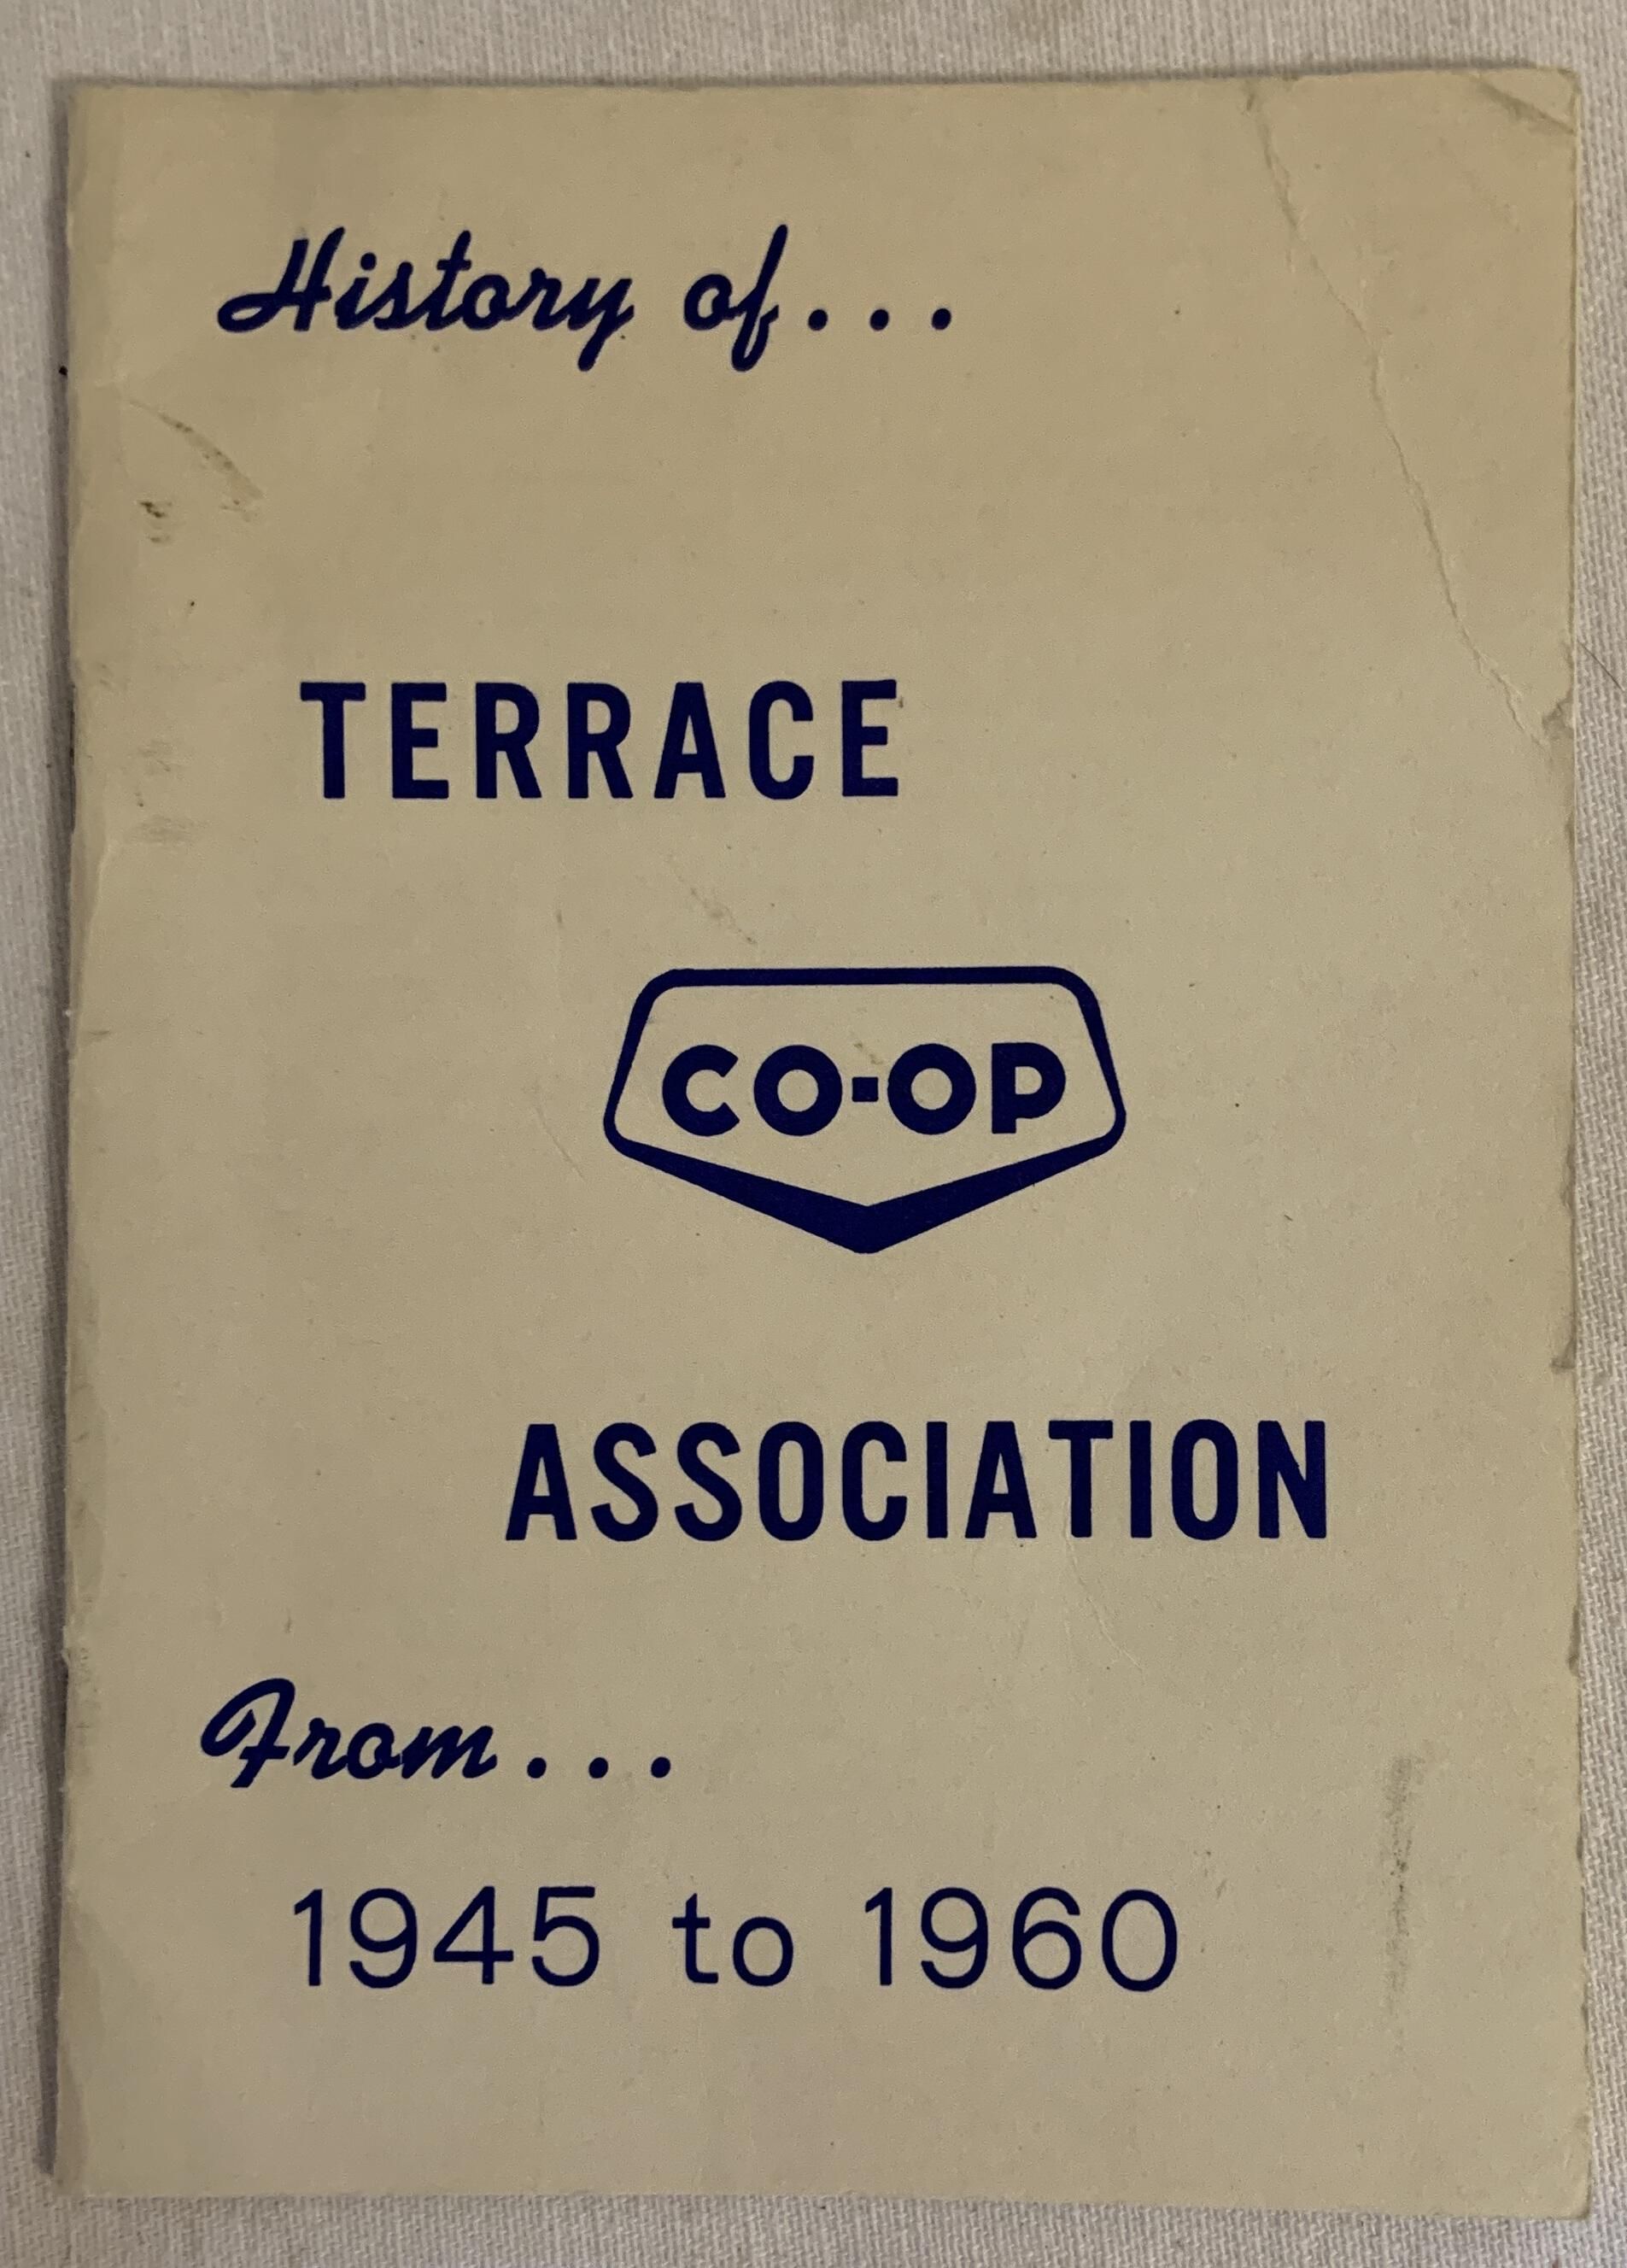 History of...
TERRACE
CO-OP
ASSOCIATION
From...
1945 to 1960